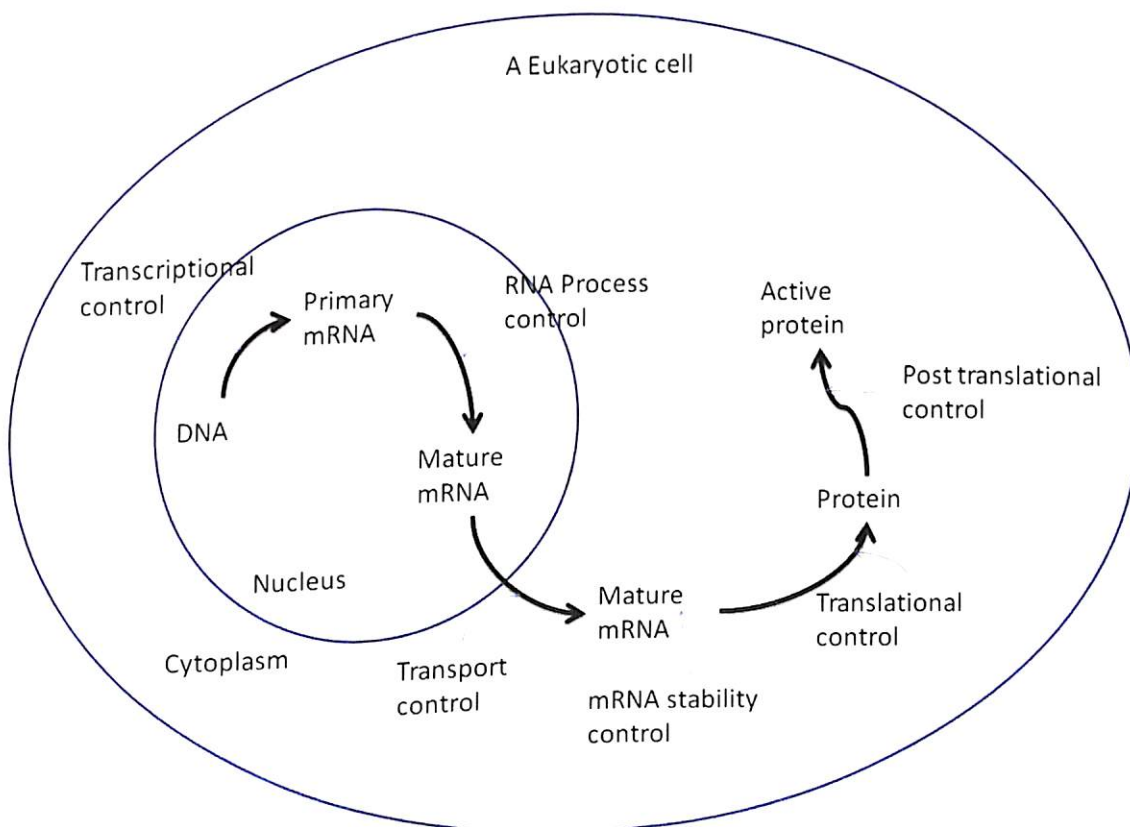 A Eukaryotic cell
Transcriptional
control
Primary
mRNA
RNA Process
control
DNA
Mature
mRNA
Nucleus
Cytoplasm
Transport
control
Mature
mRNA
mRNA stability
control
Translational
control
Protein
Post translational
control
Active
protein